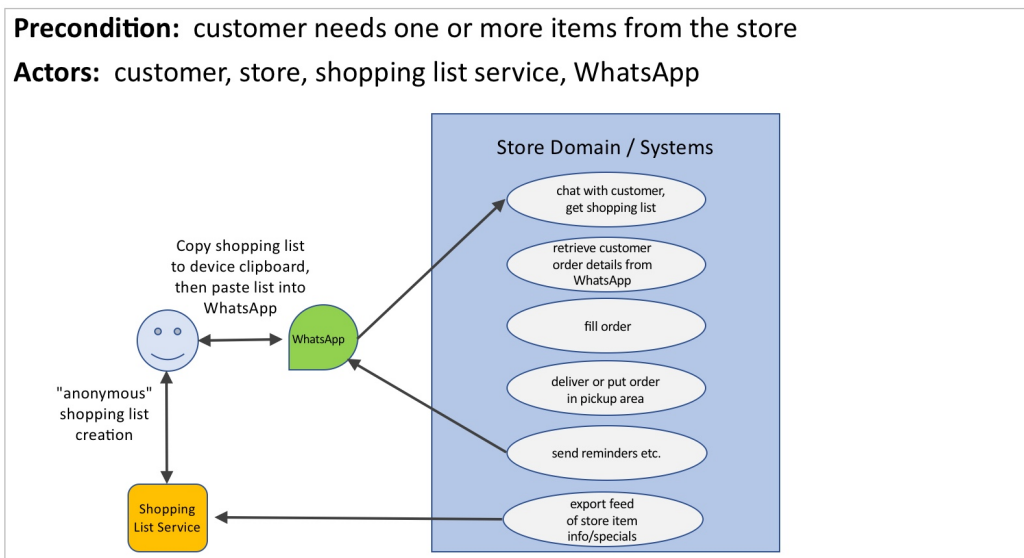 Precondition: customer needs one or more items from the store
Actors: customer, store, shopping list service, WhatsApp
Store Domain / Systems
chat with customer,
get shopping list
retrieve customer
order details from
WhatsApp
fill order
deliver or put order
in pickup area
send reminders etc.
export feed
of store item
info/specials
Copy shopping list
to device clipboard,
then paste list into
WhatsApp
WhatsApp
"anonymous"
shopping list
creation
Shopping
List Service